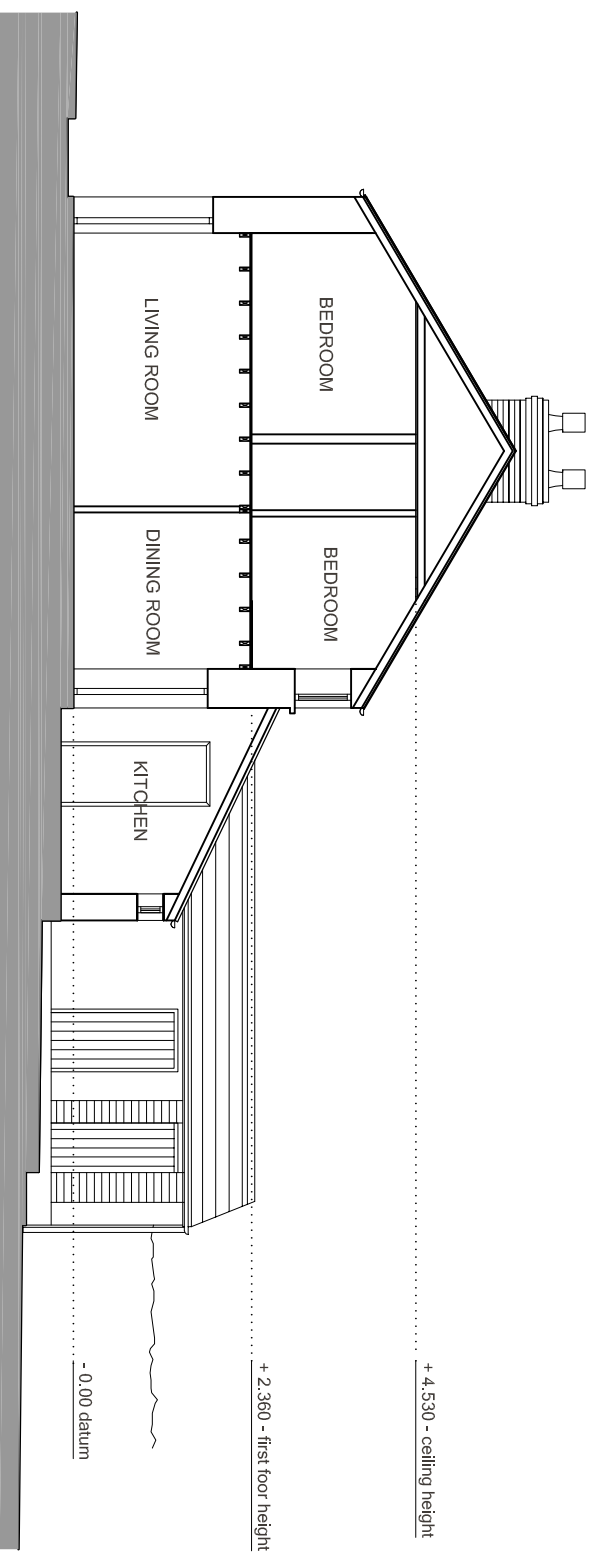 BEDROOM
BEDROOM
LIVING ROOM
DINING ROOM
KITCHEN
+ 4.530 - ceiling height
+ 2.360 - first foor height
- 0.00 datum